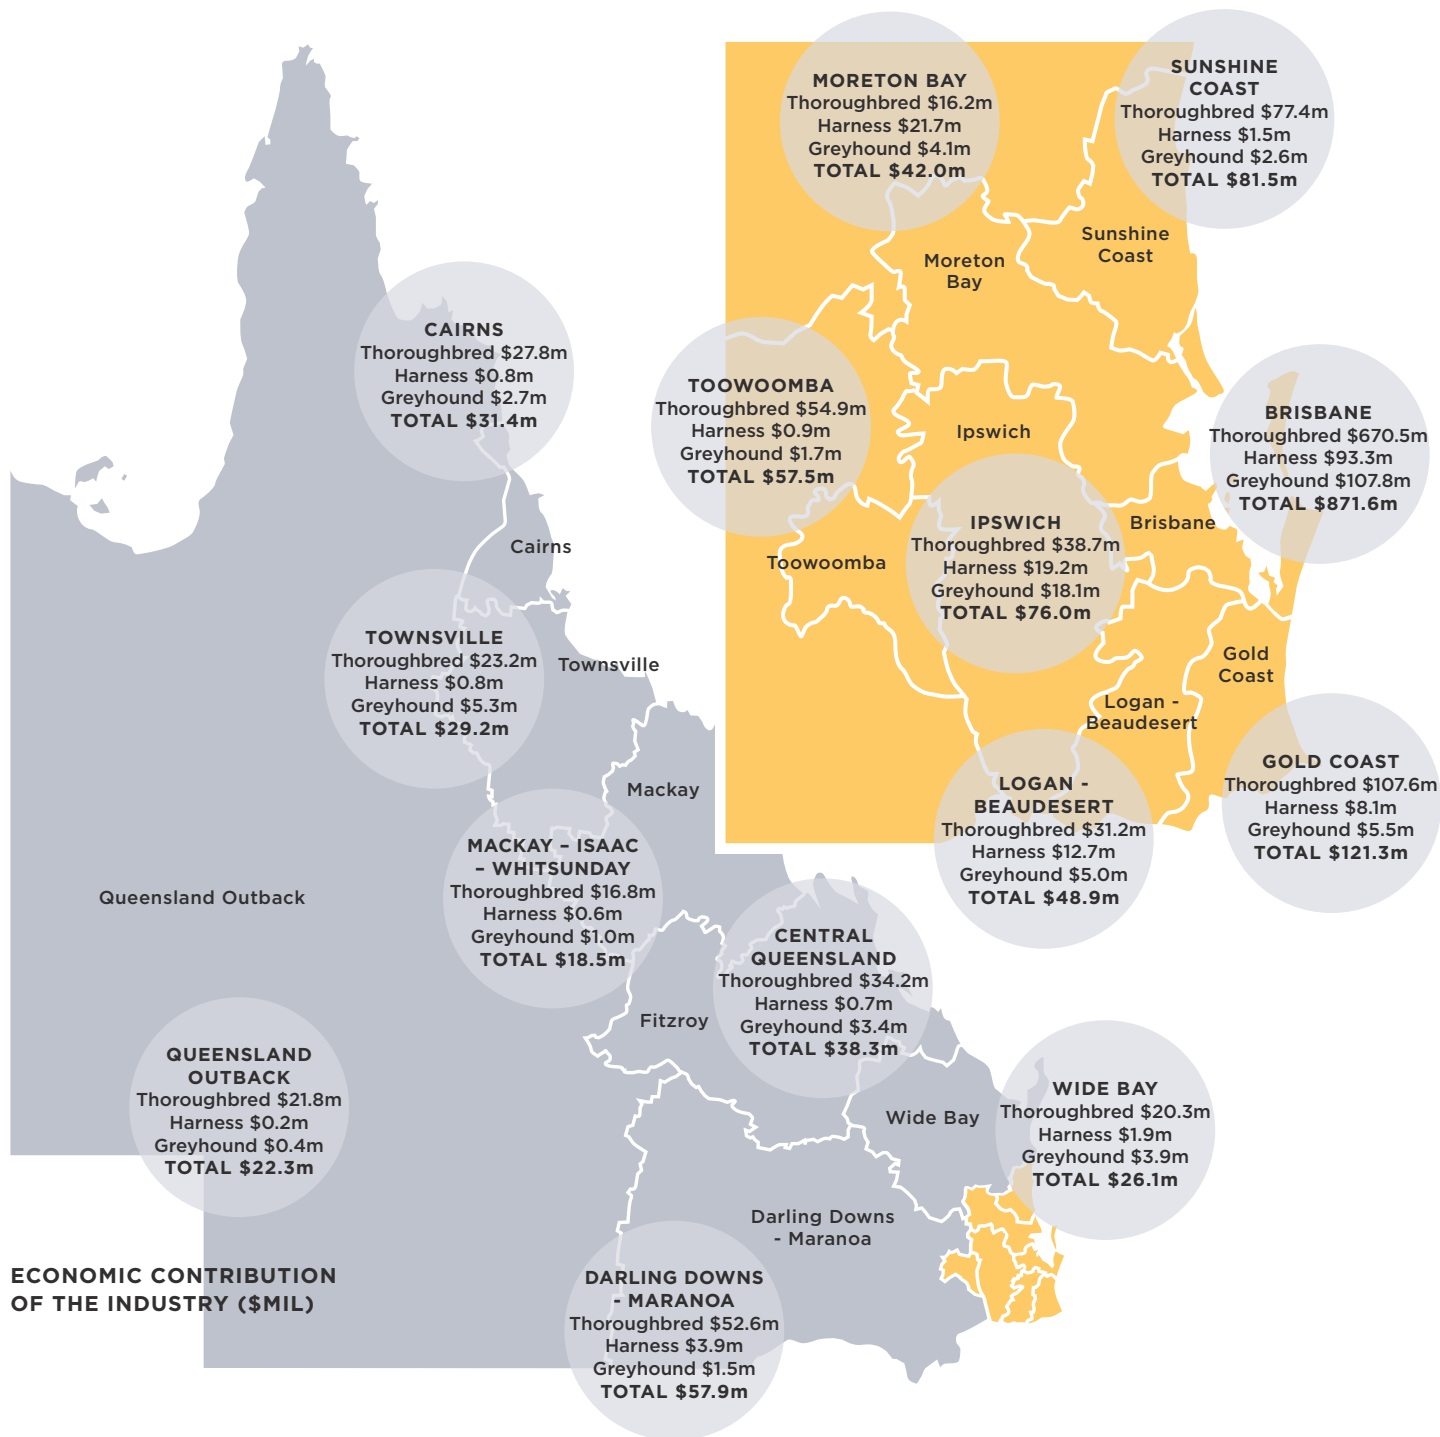 MORETON BAY
Thoroughbred $16.2m
Harness $21.7m
Greyhound $4.1m
TOTAL $42.0m
SUNSHINE
COAST
Thoroughbred $77.4m
Harness $1.5m
Greyhound $2.6m
TOTAL $81.5m
Sunshine
Coast
Moreton
Bay
CAIRNS
Thoroughbred $27.8m
Harness $0.8m
Greyhound $2.7m
TOTAL $31.4m
TOOWOOMBA
Thoroughbred $54.9m
Harness $0.9m
Greyhound $1.7m
TOTAL $57.5m
Ipswich
BRISBANE
Thoroughbred $670.5m
Harness $93.3m
Greyhound $107.8m
TOTAL $871.6m
IPSWICH
Thoroughbred $38.7m
Harness $19.2m
Greyhound $18.1m
TOTAL $76.0m
Brisbane
Cairns
Toowoomba
TOWNSVILLE
Thoroughbred $23.2m
Harness $0.8m
Greyhound $5.3m
TOTAL $29.2m
Townsville
Gold
Coast
Logan -
Beaudesert
GOLD COAST
Thoroughbred $107.6m
Harness $8.1m
Greyhound $5.5m
TOTAL $121.3m
LOGAN -
BEAUDESERT
Thoroughbred $31.2m
Harness $12.7m
Greyhound $5.0m
TOTAL $48.9m
Mackay
MACKAY – ISAAC
– WHITSUNDAY
Thoroughbred $16.8m
Harness $0.6m
Greyhound $1.0m
TOTAL $18.5m
Queensland Outback
CENTRAL
QUEENSLAND
Thoroughbred $34.2m
Harness $0.7m
Greyhound $3.4m
TOTAL $38.3m
Fitzroy
QUEENSLAND
OUTBACK
Thoroughbred $21.8m
Harness $0.2m
Greyhound $0.4m
TOTAL $22.3m
Wide Bay
WIDE BAY
Thoroughbred $20.3m
Harness $1.9m
Greyhound $3.9m
TOTAL $26.1m
Darling Downs
- Maranoa
DARLING DOWNS
- MARANOA
Thoroughbred $52.6m
Harness $3.9m
Greyhound $1.5m
TOTAL $57.9m
ECONOMIC CONTRIBUTION
OF THE INDUSTRY ($MIL)